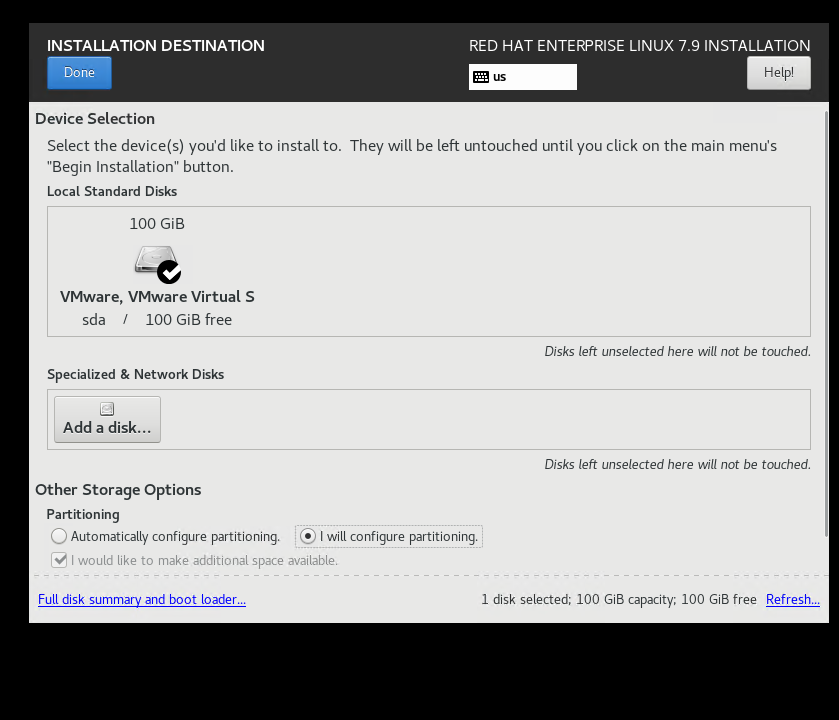 INSTALLATION DESTINATION
RED HAT ENTERPRISE LINUX 7.9 INSTALLATION
Done
us
Help!
Device Selection
Select the device(s) you'd like to install to.  They will be left untouched until you click on the main menu's
"Begin Installation" button.
Local Standard Disks
100 GiB
VMware, VMware Virtual S
sda / 100 GiB free
Disks left unselected here will not be touched.
Specialized & Network Disks
Add a disk...
Disks left unselected here will not be touched.
Other Storage Options
Partitioning
Automatically configure partitioning. I will configure partitioning.
I would like to make additional space available.
Full disk summary and boot loader... 1 disk selected; 100 GiB capacity; 100 GiB free Refresh...